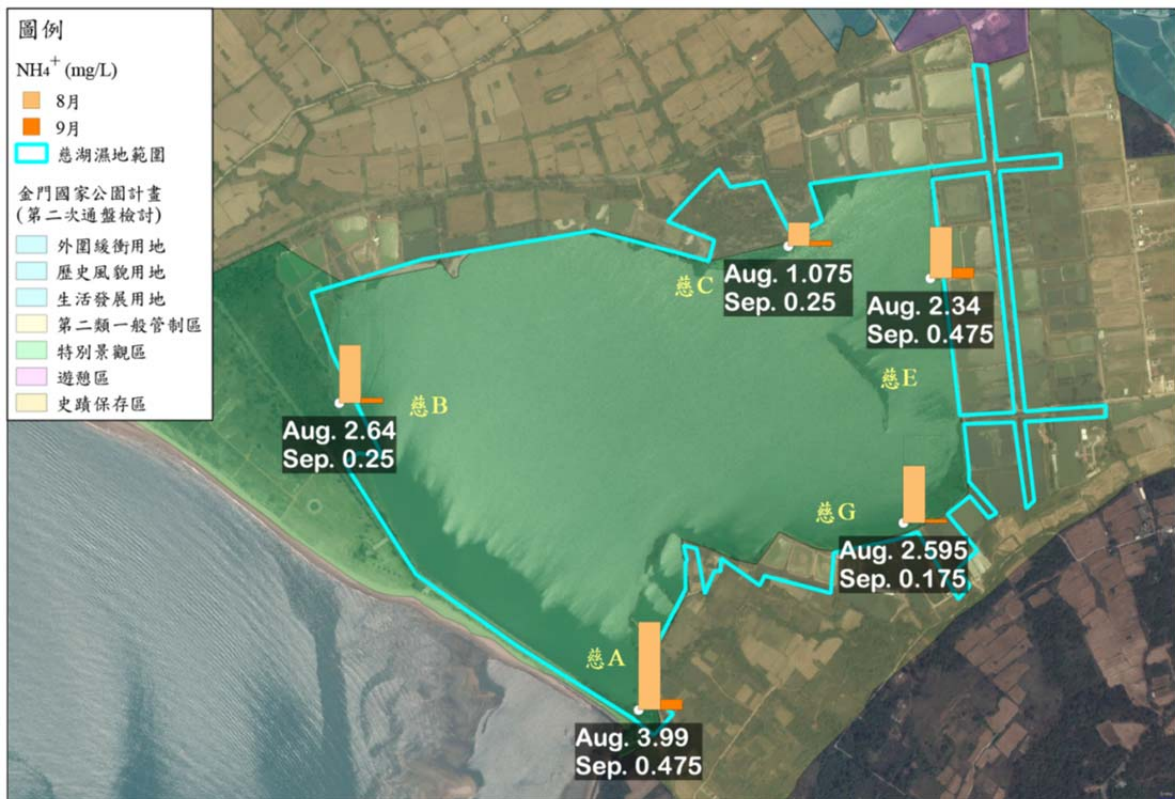 圖例
NH₄⁺ (mg/L)
8月
9月
慈湖濕地範圍
金門國家公園計畫
(第二次通盤檢討)
外圍緩衝用地
歷史風貌用地
生活發展用地
第二類一般管制區
特別景觀區
遊憩區
史蹟保存區
慈C
Aug. 1.075
Sep. 0.25
Aug. 2.34
Sep. 0.475
慈E
慈B
Aug. 2.64
Sep. 0.25
慈G
Aug. 2.595
Sep. 0.175
慈A
Aug. 3.99
Sep. 0.475